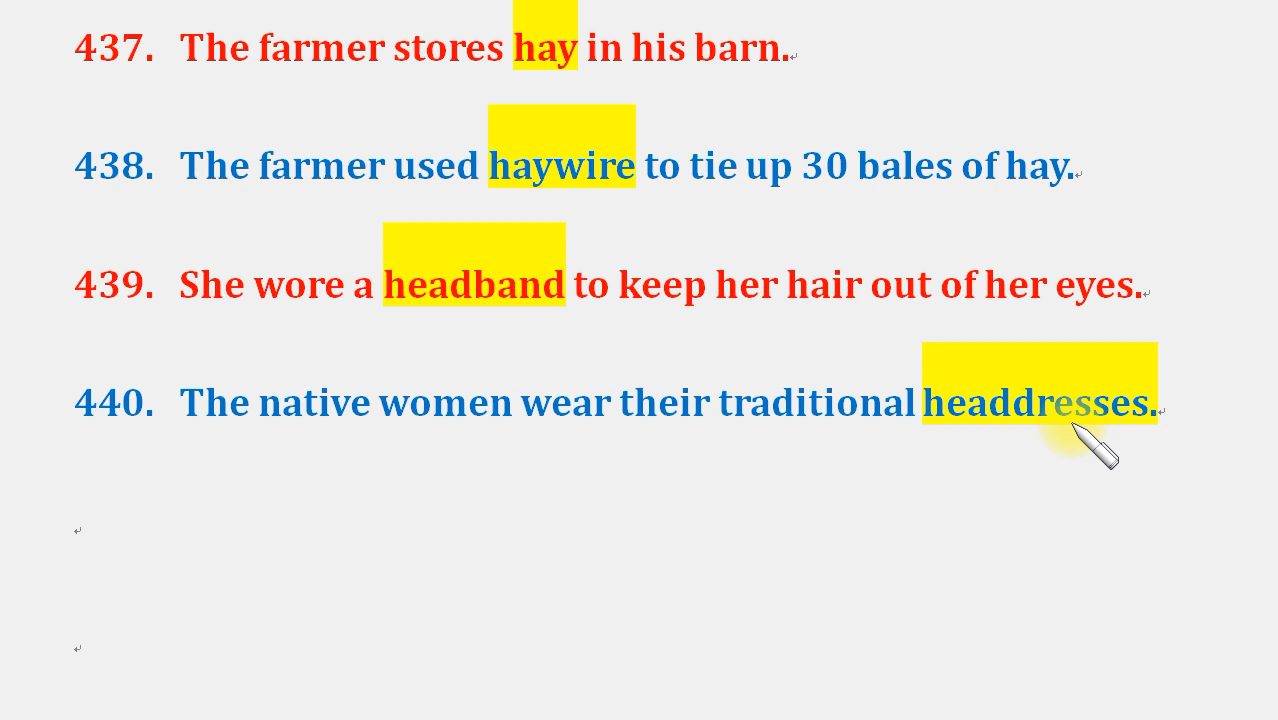 437. The farmer stores hay in his barn.
438. The farmer used haywire to tie up 30 bales of hay.
439. She wore a headband to keep her hair out of her eyes.
440. The native women wear their traditional headdresses.